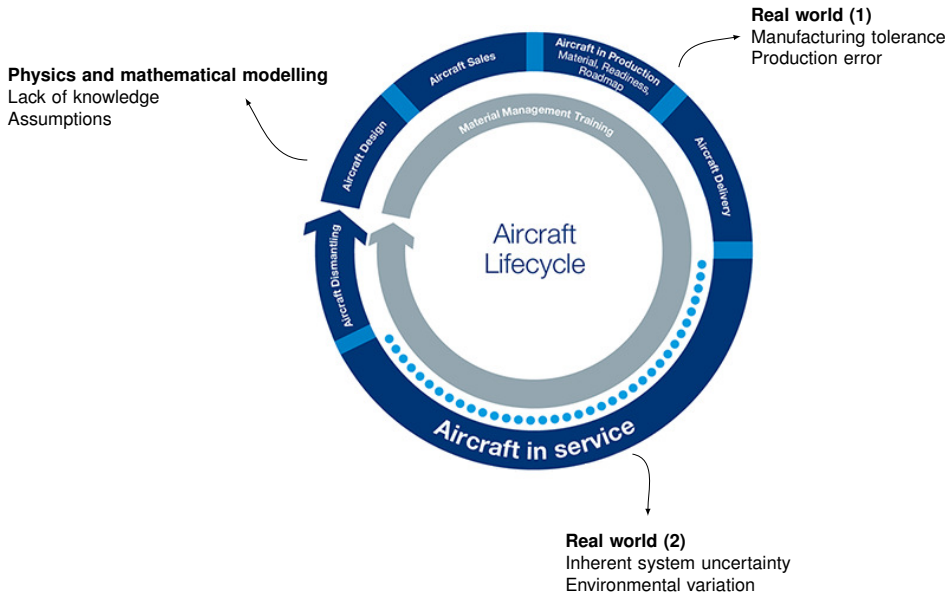 Real world (1)
Manufacturing tolerance
Production error
Physics and mathematical modelling
Lack of knowledge
Assumptions
Aircraft Design
Aircraft Sales
Aircraft in Production
Material, Readiness,
Roadmap
Aircraft Delivery
Material Management Training
Aircraft
Lifecycle
Aircraft Dismantling
Aircraft in service
Real world (2)
Inherent system uncertainty
Environmental variation